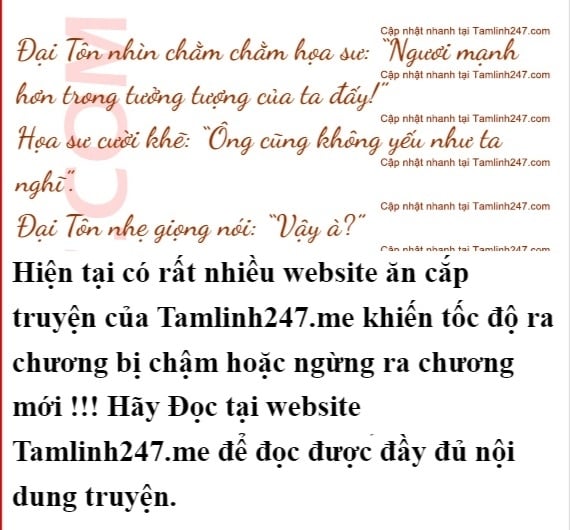 Cập nhật nhanh tại Tamlinh247.com
Đại Tôn nhìn chằm chằm họa sư: “Ngươi mạnh
Cập nhật nhanh tại Tamlinh247.com
hơn trong tưởng tượng của ta đấy!”
Cập nhật nhanh tại Tamlinh247.com
Họa sư cười khẽ: “Ông cũng không yếu như ta
Cập nhật nhanh tại Tamlinh247.com
nghĩ”.
Cập nhật nhanh tại Tamlinh247.com
Đại Tôn nhẹ giọng nói: “Vậy à?”
Cập nhật nhanh tại Tamlinh247.com
.COM
Hiện tại có rất nhiều website ăn cắp
truyện của Tamlinh247.me khiến tốc độ ra
chương bị chậm hoặc ngừng ra chương
mới !!! Hãy Đọc tại website
Tamlinh247.me để đọc được đầy đủ nội
dung truyện.